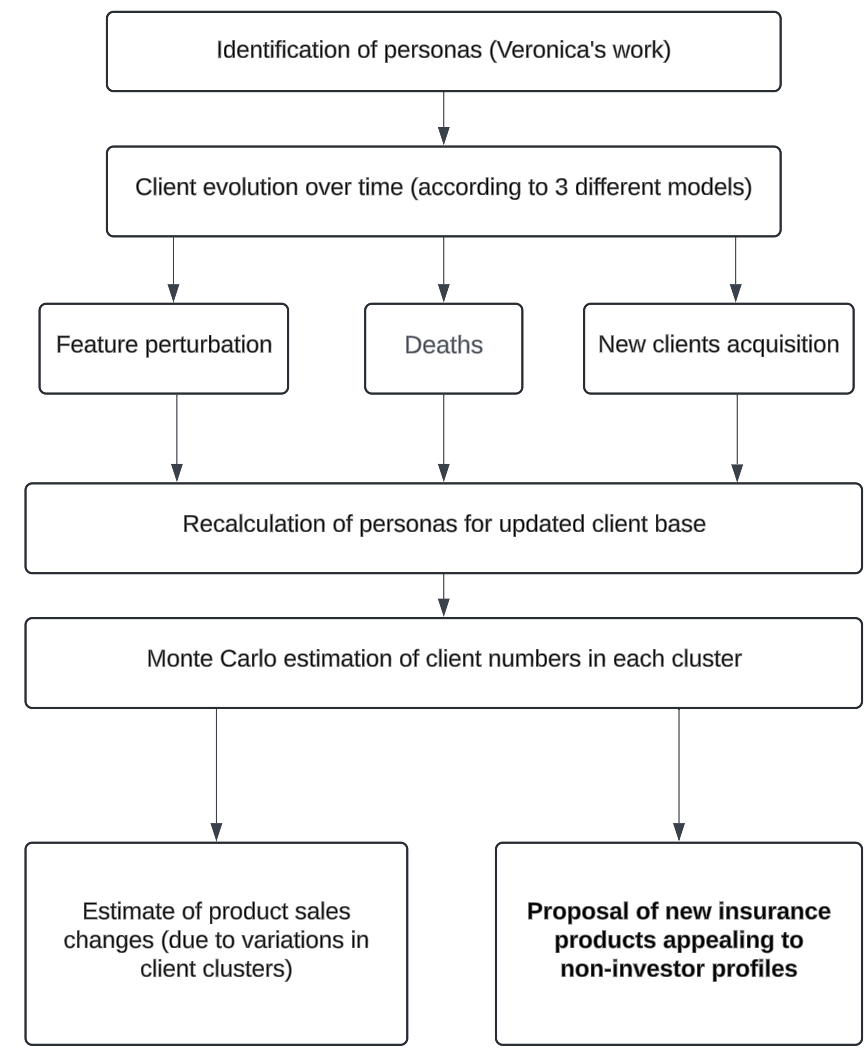 Identification of personas (Veronica's work)
Client evolution over time (according to 3 different models)
Feature perturbation
Deaths
New clients acquisition
Recalculation of personas for updated client base
Monte Carlo estimation of client numbers in each cluster
Estimate of product sales
changes (due to variations in
client clusters)
Proposal of new insurance
products appealing to
non-investor profiles